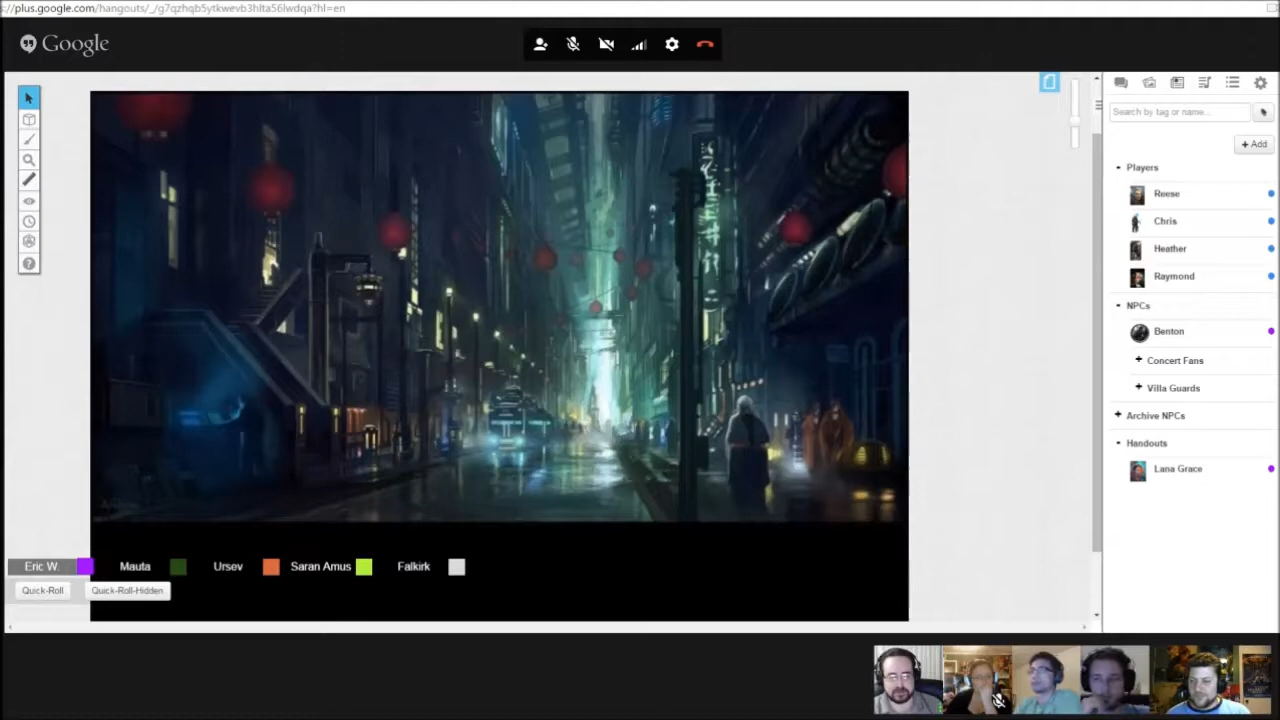 ://plus.google.com/hangouts/_/g7qzhqb5ytkwevb3hlta56lwdqa?hl=en
Google
Search by tag or name...
+ Add
Players
Reese
Chris
Heather
Raymond
NPCs
Benton
Concert Fans
Villa Guards
Archive NPCs
Handouts
Lana Grace
Eric W.
Mauta
Ursev
Saran Amus
Falkirk
Quick-Roll
Quick-Roll-Hidden